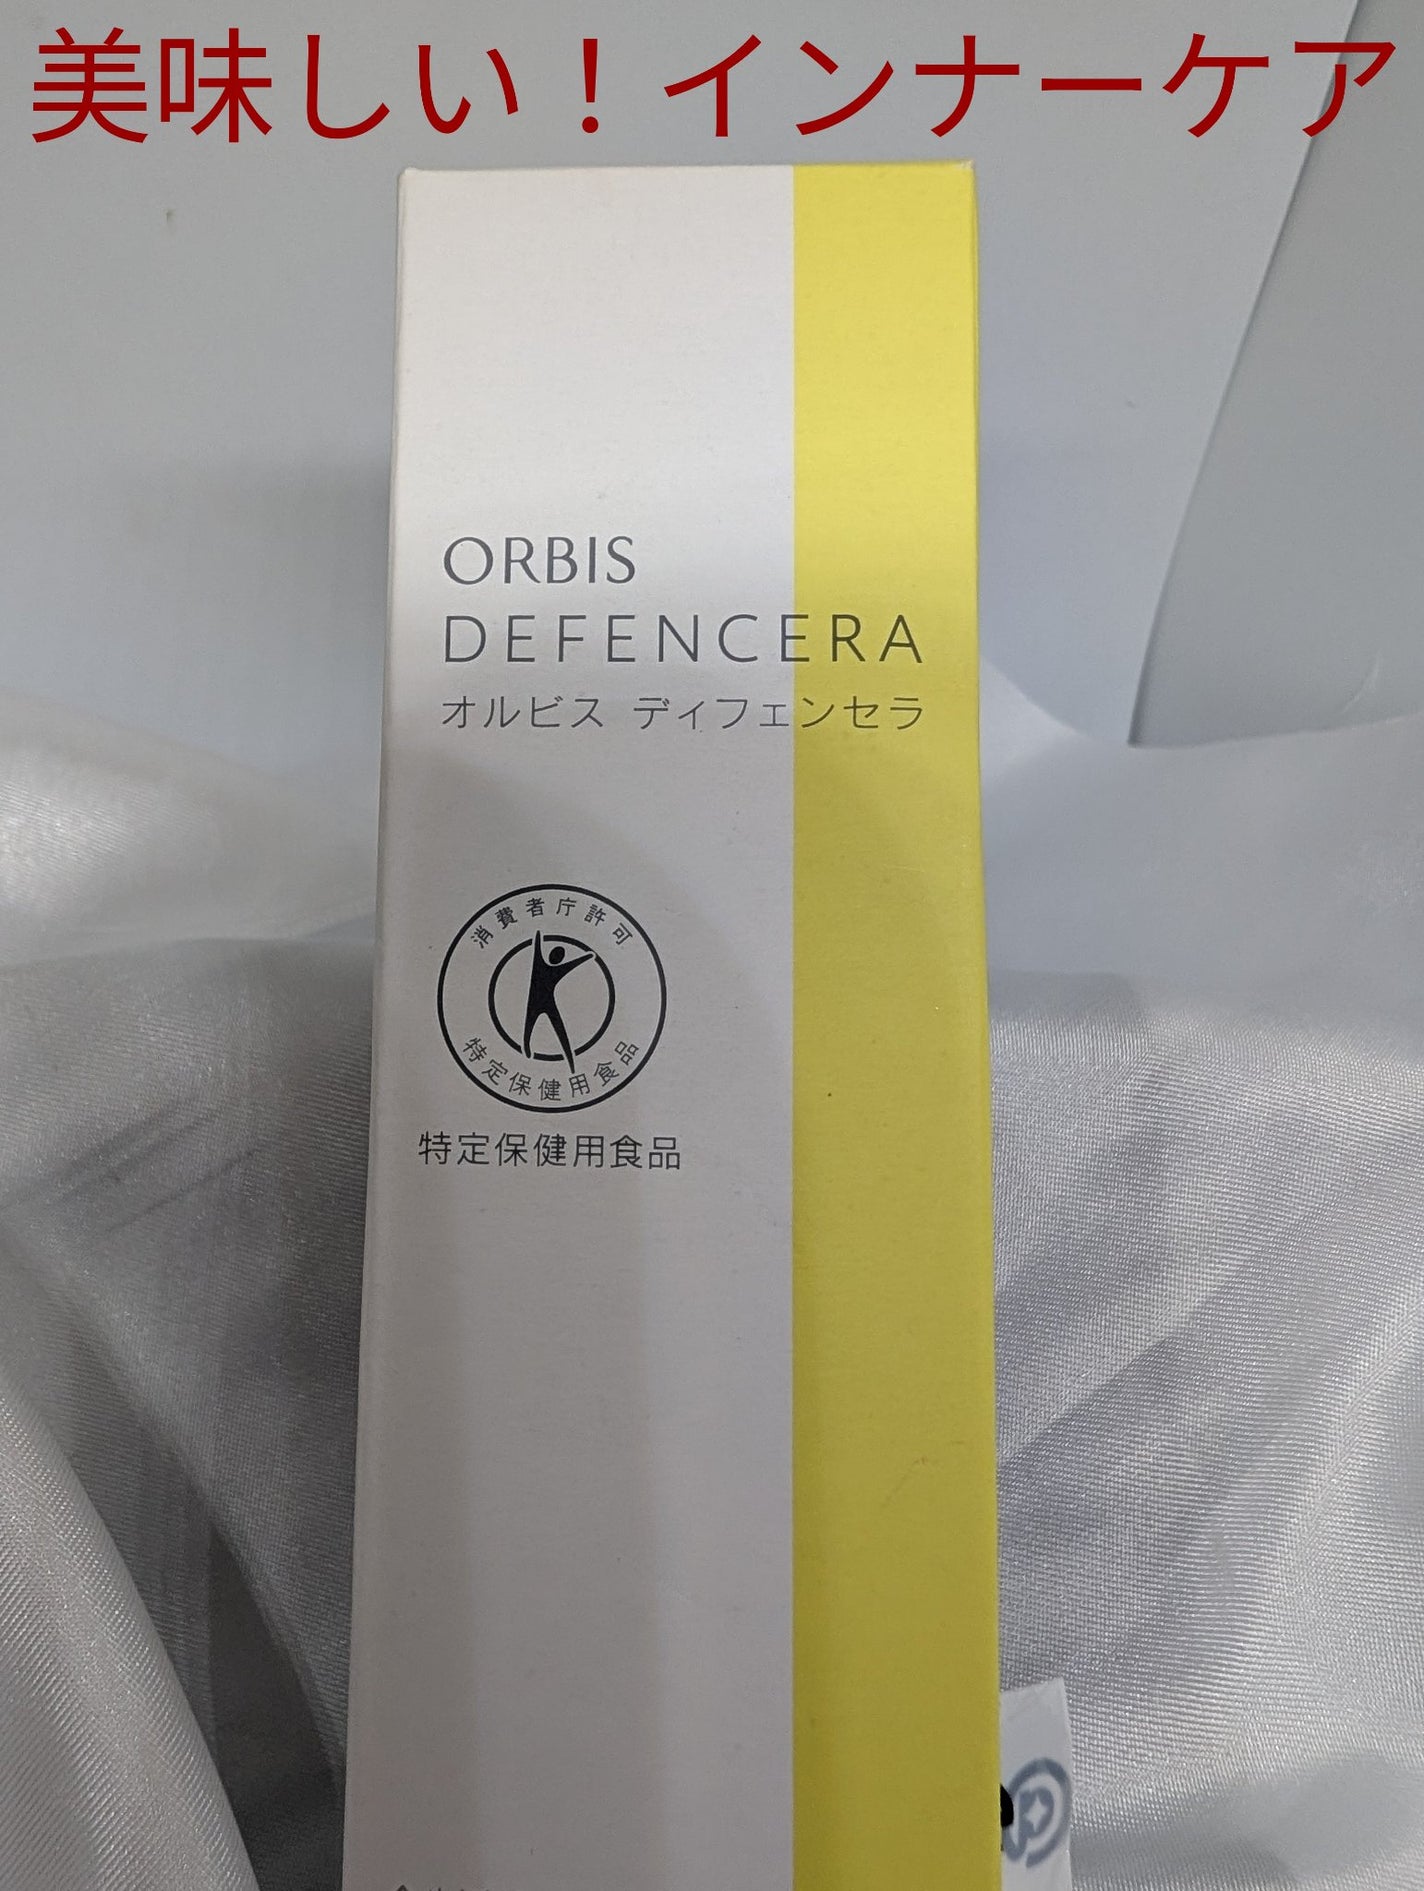 美味しい！インナーケア
ORBIS
DEFENCERA
オルビス ディフェンセラ
消費者庁許可
特定保健用食品
特定保健用食品